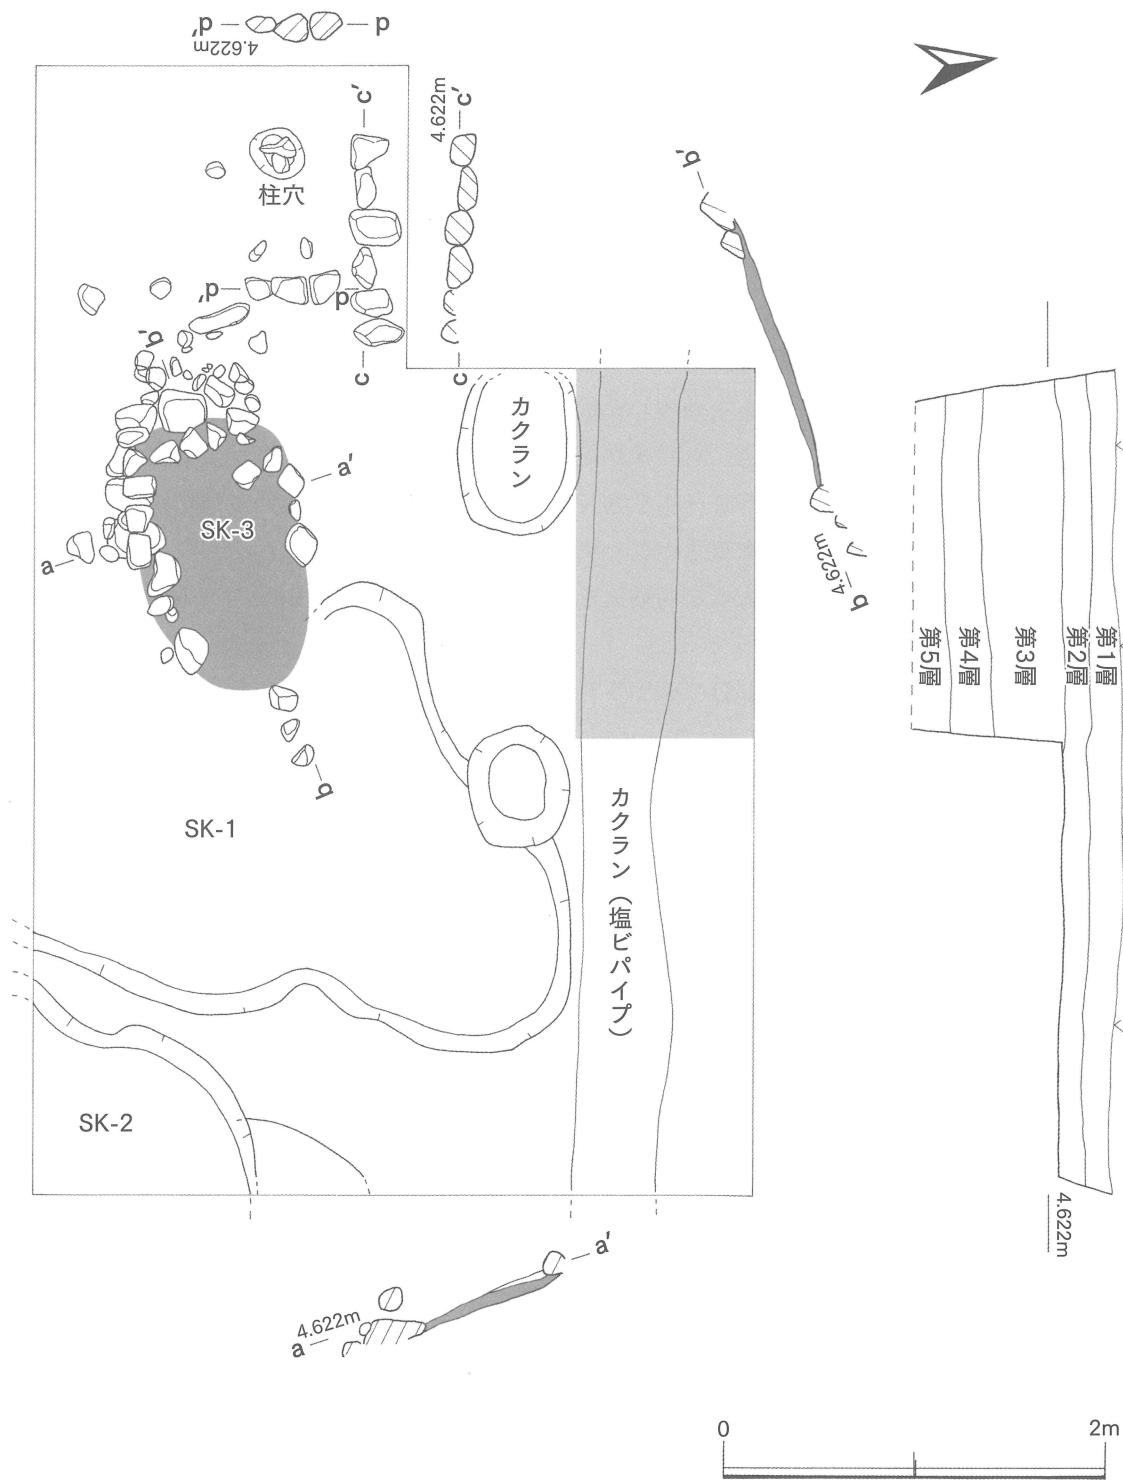 d' d
4.622m
c' c'
4.622m
柱穴
b'
d' d
b'
c c
カクラン
a'
SK-3
a
4.622m
b
第5層
第4層
第3層
第2層
第1層
b
SK-1
カクラン（塩ビパイプ）
SK-2
4.622m
a'
4.622m
a
0 2m